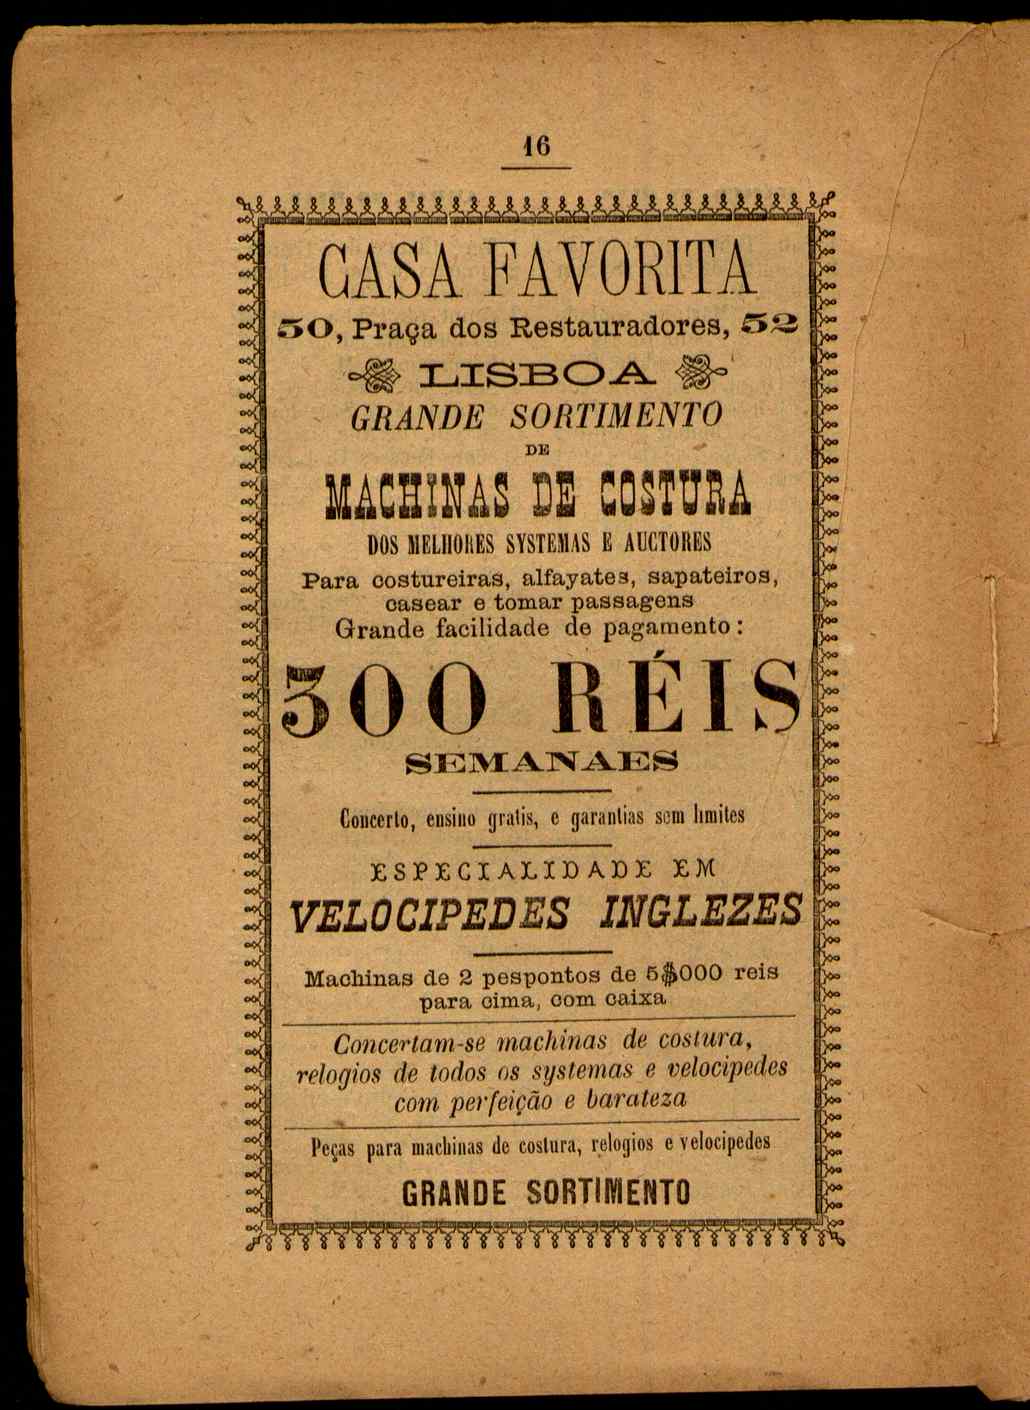 16
CASA FAVORITA
50, Praça dos Restauradores, 52
LISBOA
GRANDE SORTIMENTO
DE
MACHINAS DE COSTURA
DOS MELHORES SYSTEMAS E AUCTORES
Para costureiras, alfayates, sapateiros,
casear e tomar passagens
Grande facilidade de pagamento:
500 RÉIS
SEMANAES
Concerto, ensino gratis, e garantias sem limites
ESPECIALIDADE EM
VELOCIPEDES INGLEZES
Machinas de 2 pespontos de 5$000 reis
para cima, com caixa
Concertam-se machinas de costura,
relogios de todos os systemas e velocipedes
com perfeição e barateza
Peças para machinas de costura, relogios e velocipedes
GRANDE SORTIMENTO